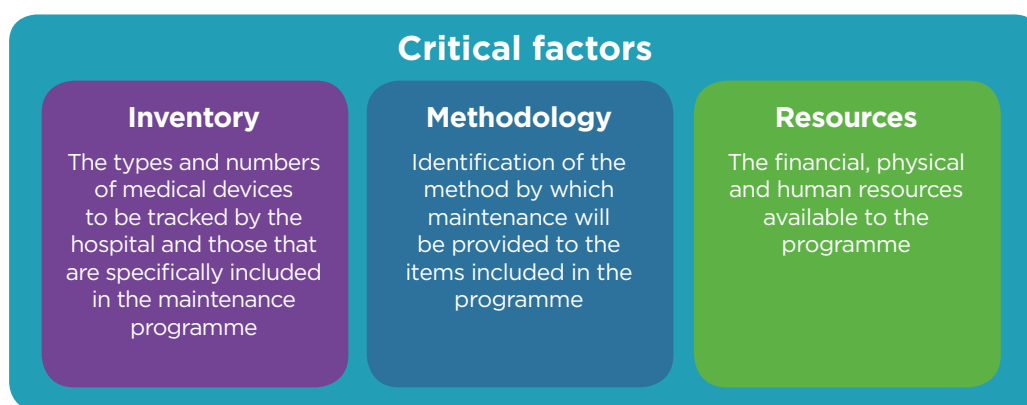 Critical factors
Inventory
The types and numbers
of medical devices
to be tracked by the
hospital and those that
are specifically included
in the maintenance
programme
Methodology
Identification of the
method by which
maintenance will
be provided to the
items included in the
programme
Resources
The financial, physical
and human resources
available to the
programme